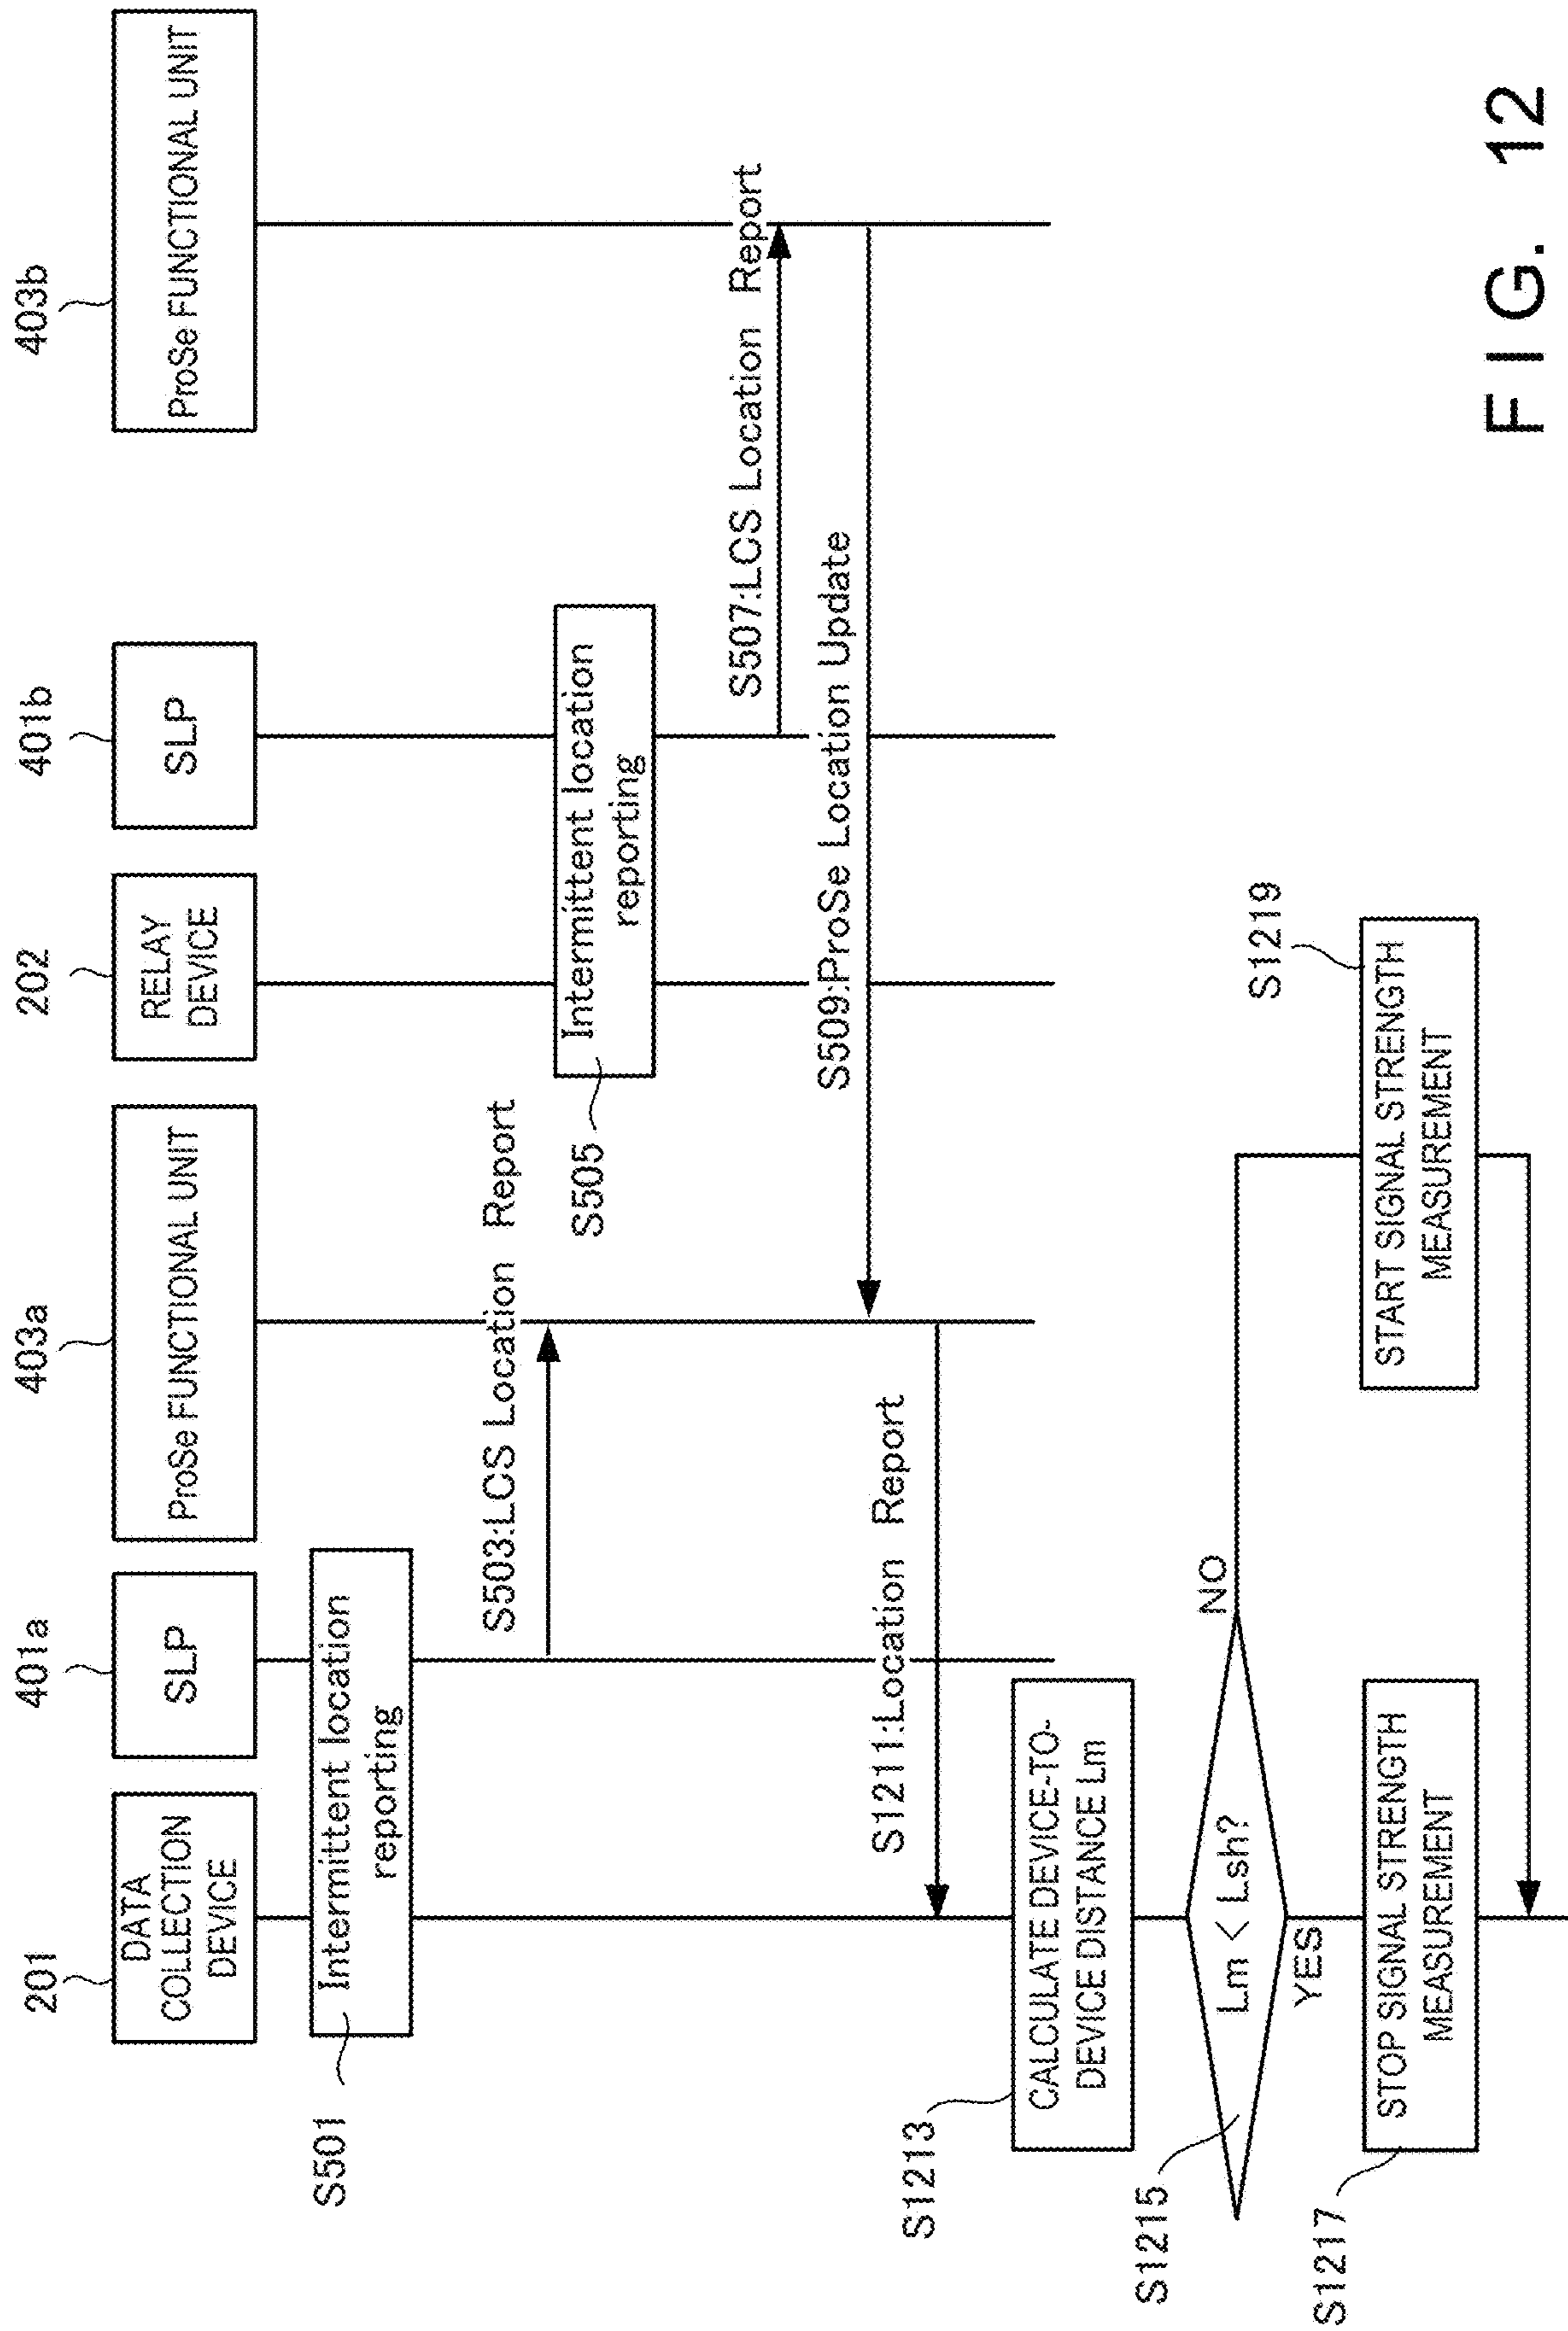 201
401a
403a
202
401b
403b
DATA
COLLECTION
DEVICE
SLP
ProSe FUNCTIONAL UNIT
RELAY
DEVICE
SLP
ProSe FUNCTIONAL UNIT
S501
Intermittent location
reporting
S503:LCS Location Report
S505
Intermittent location
reporting
S507:LCS Location Report
S509:ProSe Location Update
S1211:Location Report
S1213
CALCULATE DEVICE-TO-
DEVICE DISTANCE Lm
S1215
Lm < Lsh?
NO
YES
S1217
STOP SIGNAL STRENGTH
MEASUREMENT
S1219
START SIGNAL STRENGTH
MEASUREMENT
FIG. 12